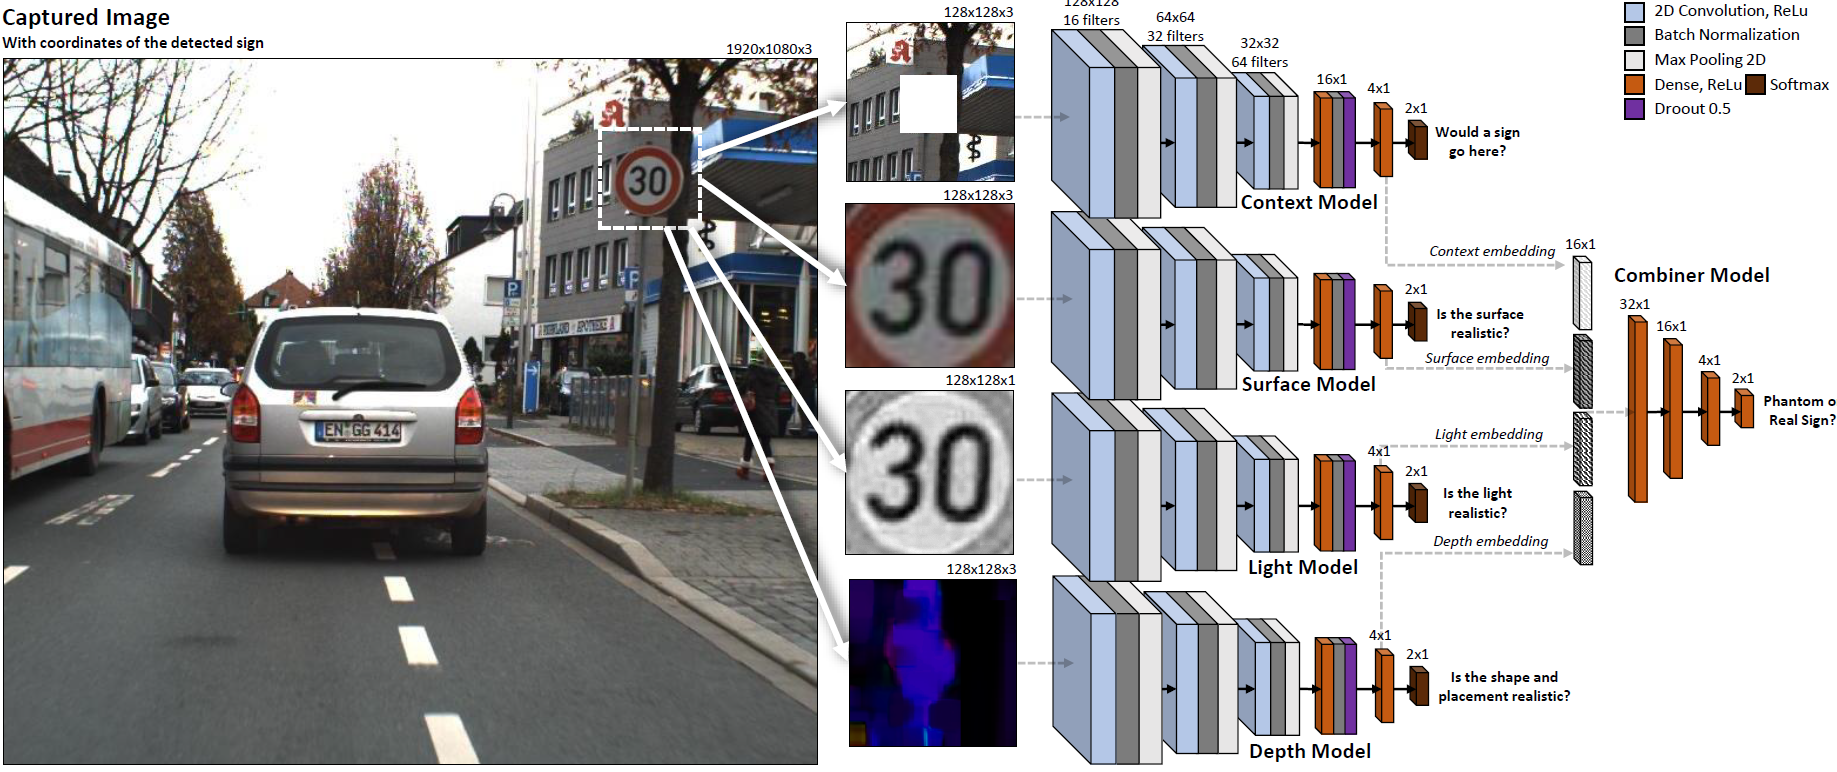 Captured Image
With coordinates of the detected sign
1920x1080x3
30
P
P
EN GG 414
128x128x3
128x128x3
30
128x128x1
30
128x128x3
128x128
16 filters
64x64
32 filters
32x32
64 filters
16x1
4x1
2x1
Would a sign
go here?
Context Model
2x1
Is the surface
realistic?
Surface Model
4x1
2x1
Is the light
realistic?
Light Model
4x1
2x1
Is the shape and
placement realistic?
Depth Model
Context embedding
Surface embedding
Light embedding
Depth embedding
16x1
Combiner Model
32x1
16x1
4x1
2x1
Phantom o
Real Sign?
2D Convolution, ReLu
Batch Normalization
Max Pooling 2D
Dense, ReLu
Softmax
Droout 0.5